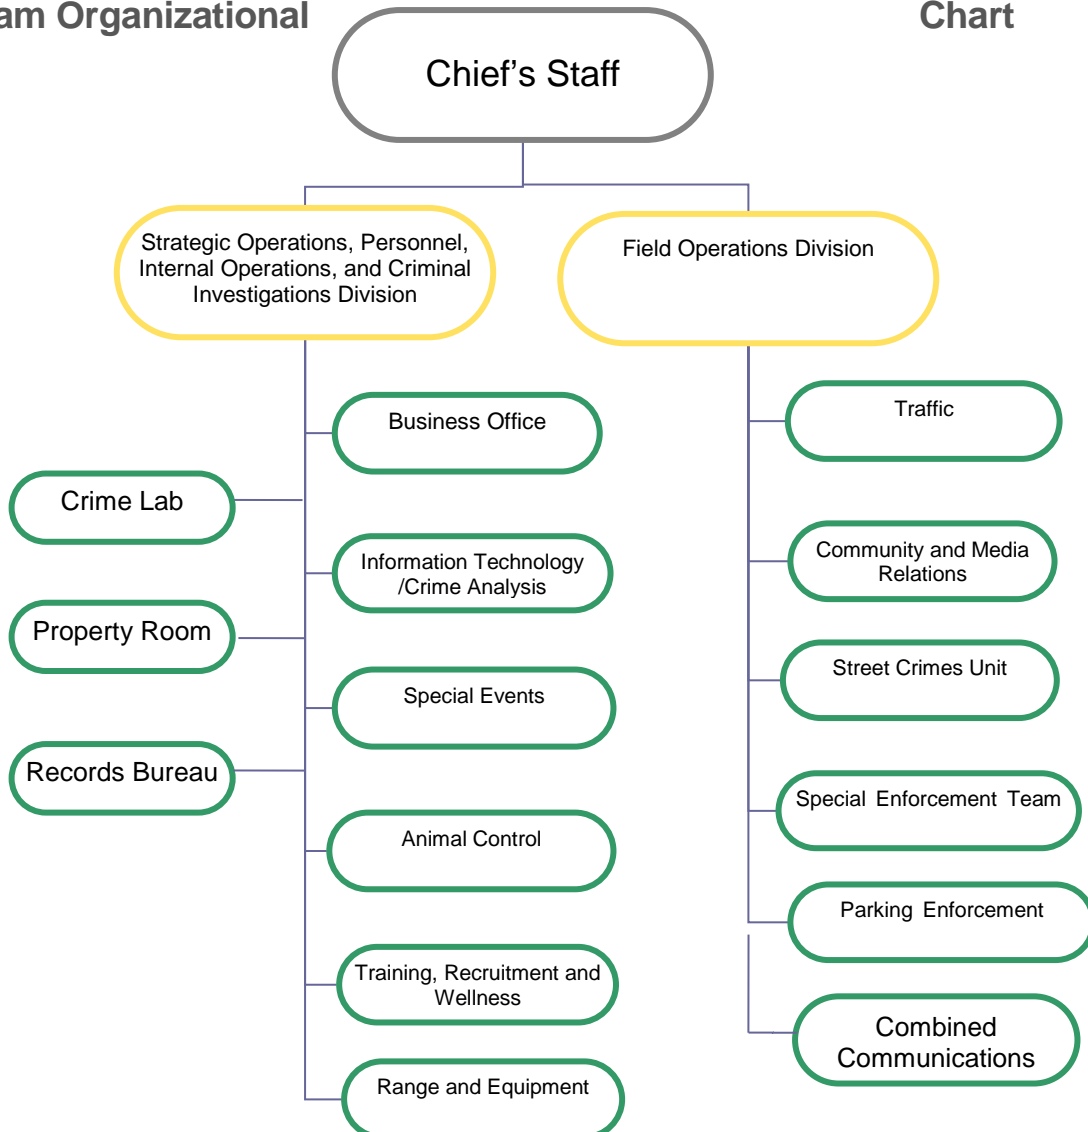 am Organizational Chart
Chief's Staff
Strategic Operations, Personnel,
Internal Operations, and Criminal
Investigations Division
Field Operations Division
Business Office
Traffic
Crime Lab
Information Technology
/Crime Analysis
Community and Media
Relations
Property Room
Special Events
Street Crimes Unit
Records Bureau
Special Enforcement Team
Animal Control
Parking Enforcement
Training, Recruitment and
Wellness
Combined
Communications
Range and Equipment